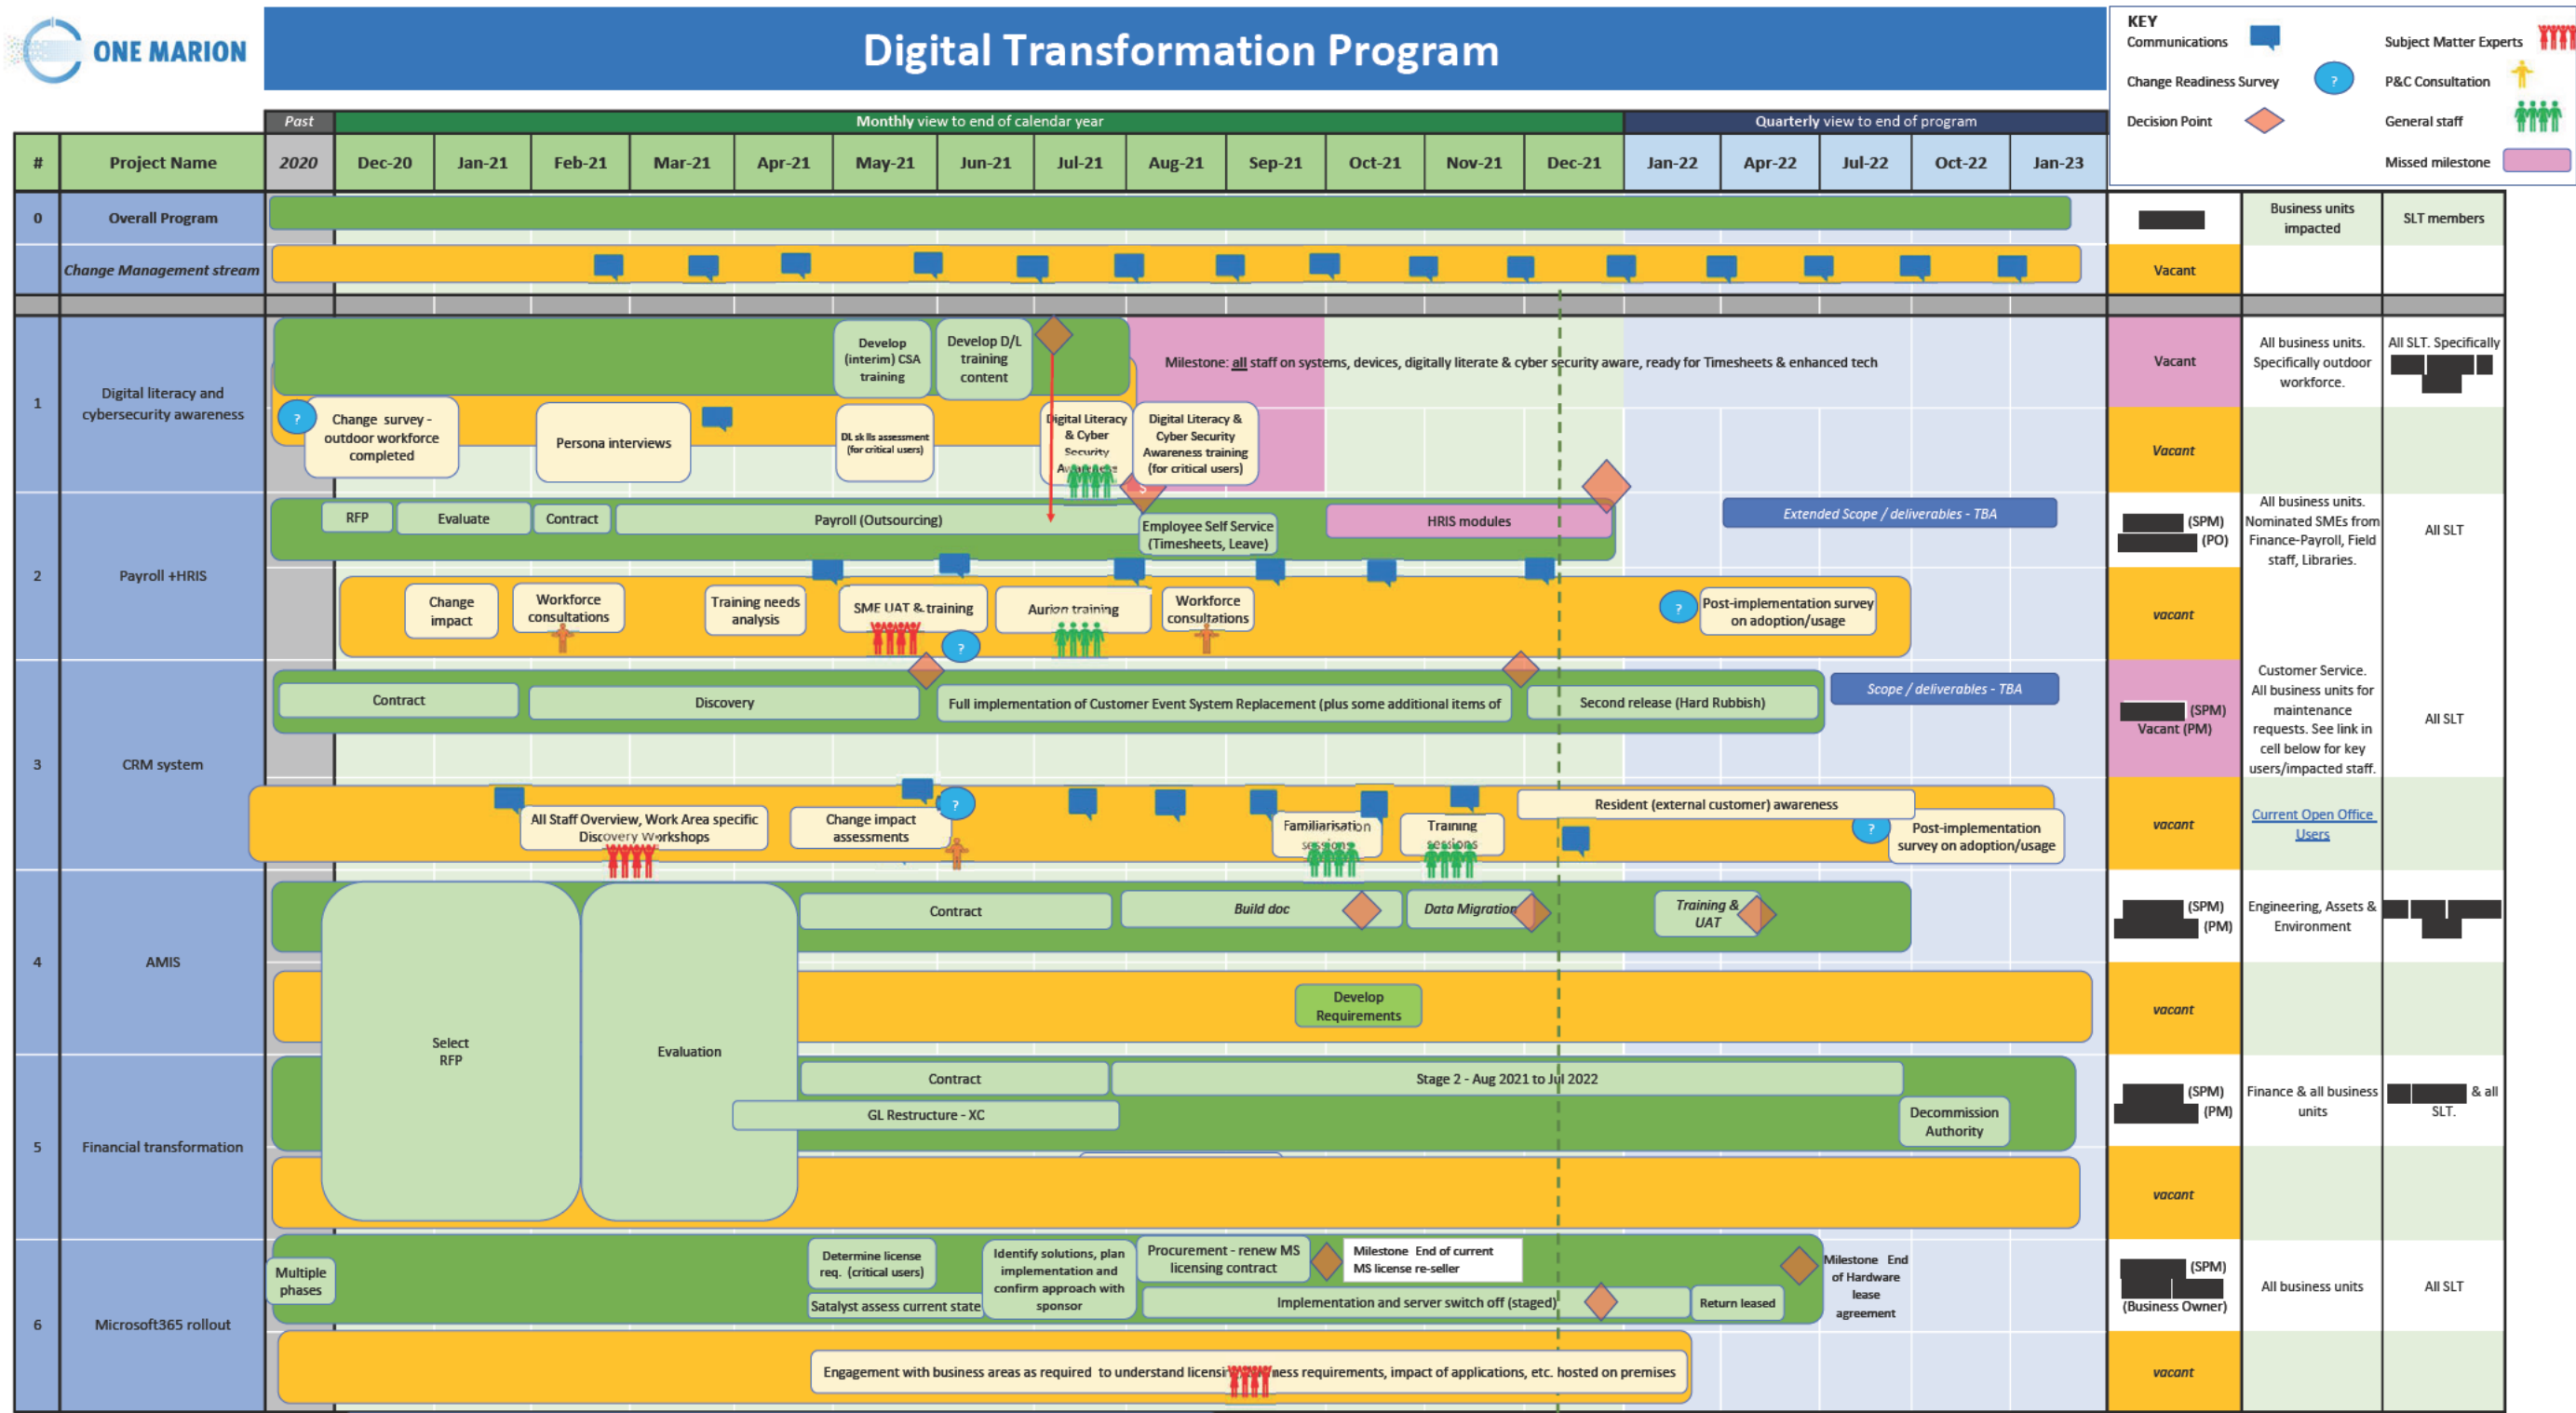 ONE MARION
Digital Transformation Program
KEY
Communications
Subject Matter Experts
Change Readiness Survey
?
P&C Consultation
Decision Point
General staff
Missed milestone
Past
Monthly view to end of calendar year
Quarterly view to end of program
#
Project Name
2020
Dec-20
Jan-21
Feb-21
Mar-21
Apr-21
May-21
Jun-21
Jul-21
Aug-21
Sep-21
Oct-21
Nov-21
Dec-21
Jan-22
Apr-22
Jul-22
Oct-22
Jan-23
0
Overall Program
Business units
impacted
SLT members
Change Management stream
Vacant
1
Digital literacy and
cybersecurity awareness
Develop
(interim) CSA
training
Develop D/L
training
content
Milestone: all staff on systems, devices, digitally literate & cyber security aware, ready for Timesheets & enhanced tech
Vacant
All business units.
Specifically outdoor
workforce.
All SLT. Specifically
?
Change survey -
outdoor workforce
completed
Persona interviews
DL sk lls assessment
(for critical users)
Digital Literacy
& Cyber
Security
Digital Literacy &
Cyber Security
Awareness training
(for critical users)
Vacant
2
Payroll +HRIS
RFP
Evaluate
Contract
Payroll (Outsourcing)
Employee Self Service
(Timesheets, Leave)
HRIS modules
Extended Scope / deliverables - TBA
(SPM)
(PO)
All business units.
Nominated SMEs from
Finance-Payroll, Field
staff, Libraries.
All SLT
Change
impact
Workforce
consultations
Training needs
analysis
SME UAT & training
?
Aurion training
Workforce
consultations
?
Post-implementation survey
on adoption/usage
vacant
3
CRM system
Contract
Discovery
Full implementation of Customer Event System Replacement (plus some additional items of
Second release (Hard Rubbish)
Scope / deliverables - TBA
(SPM)
Vacant (PM)
Customer Service.
All business units for
maintenance
requests. See link in
cell below for key
users/impacted staff.
All SLT
All Staff Overview, Work Area specific
Discovery Workshops
Change impact
assessments
?
Familiarisation
sessions
Training
sessions
Resident (external customer) awareness
?
Post-implementation
survey on adoption/usage
vacant
Current Open Office
Users
4
AMIS
Select
RFP
Evaluation
Contract
Build doc
Data Migration
Training &
UAT
(SPM)
(PM)
Engineering, Assets &
Environment
Develop
Requirements
vacant
5
Financial transformation
Contract
Stage 2 - Aug 2021 to Jul 2022
GL Restructure - XC
Decommission
Authority
(SPM)
(PM)
Finance & all business
units
& all
SLT.
vacant
6
Microsoft365 rollout
Multiple
phases
Determine license
req. (critical users)
Satalyst assess current state
Identify solutions, plan
implementation and
confirm approach with
sponsor
Procurement - renew MS
licensing contract
Milestone End of current
MS license re-seller
Implementation and server switch off (staged)
Return leased
Milestone End
of Hardware
lease
agreement
(SPM)
(Business Owner)
All business units
All SLT
Engagement with business areas as required to understand requirements, impact of applications, etc. hosted on premises
vacant